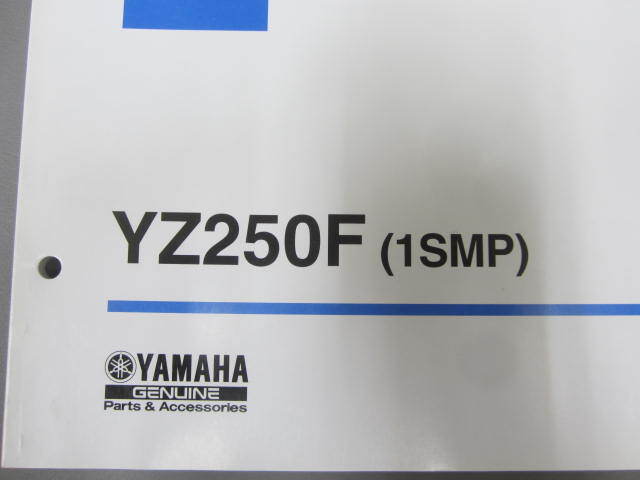 YZ250F (1SMP)
YAMAHA
GENUINE
Parts & Accessories